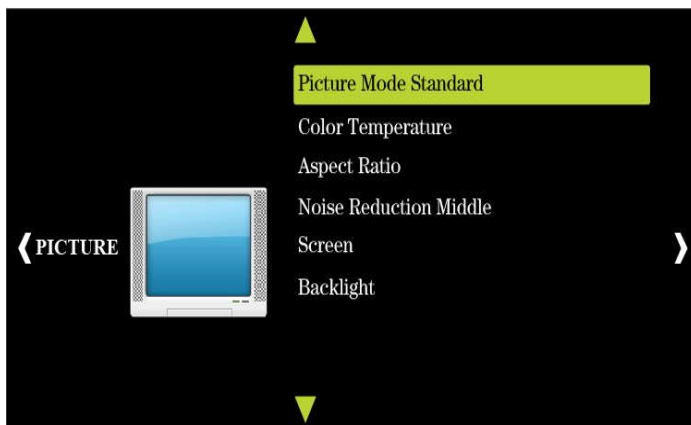 Picture Mode Standard
Color Temperature
Aspect Ratio
Noise Reduction Middle
PICTURE
Screen
Backlight